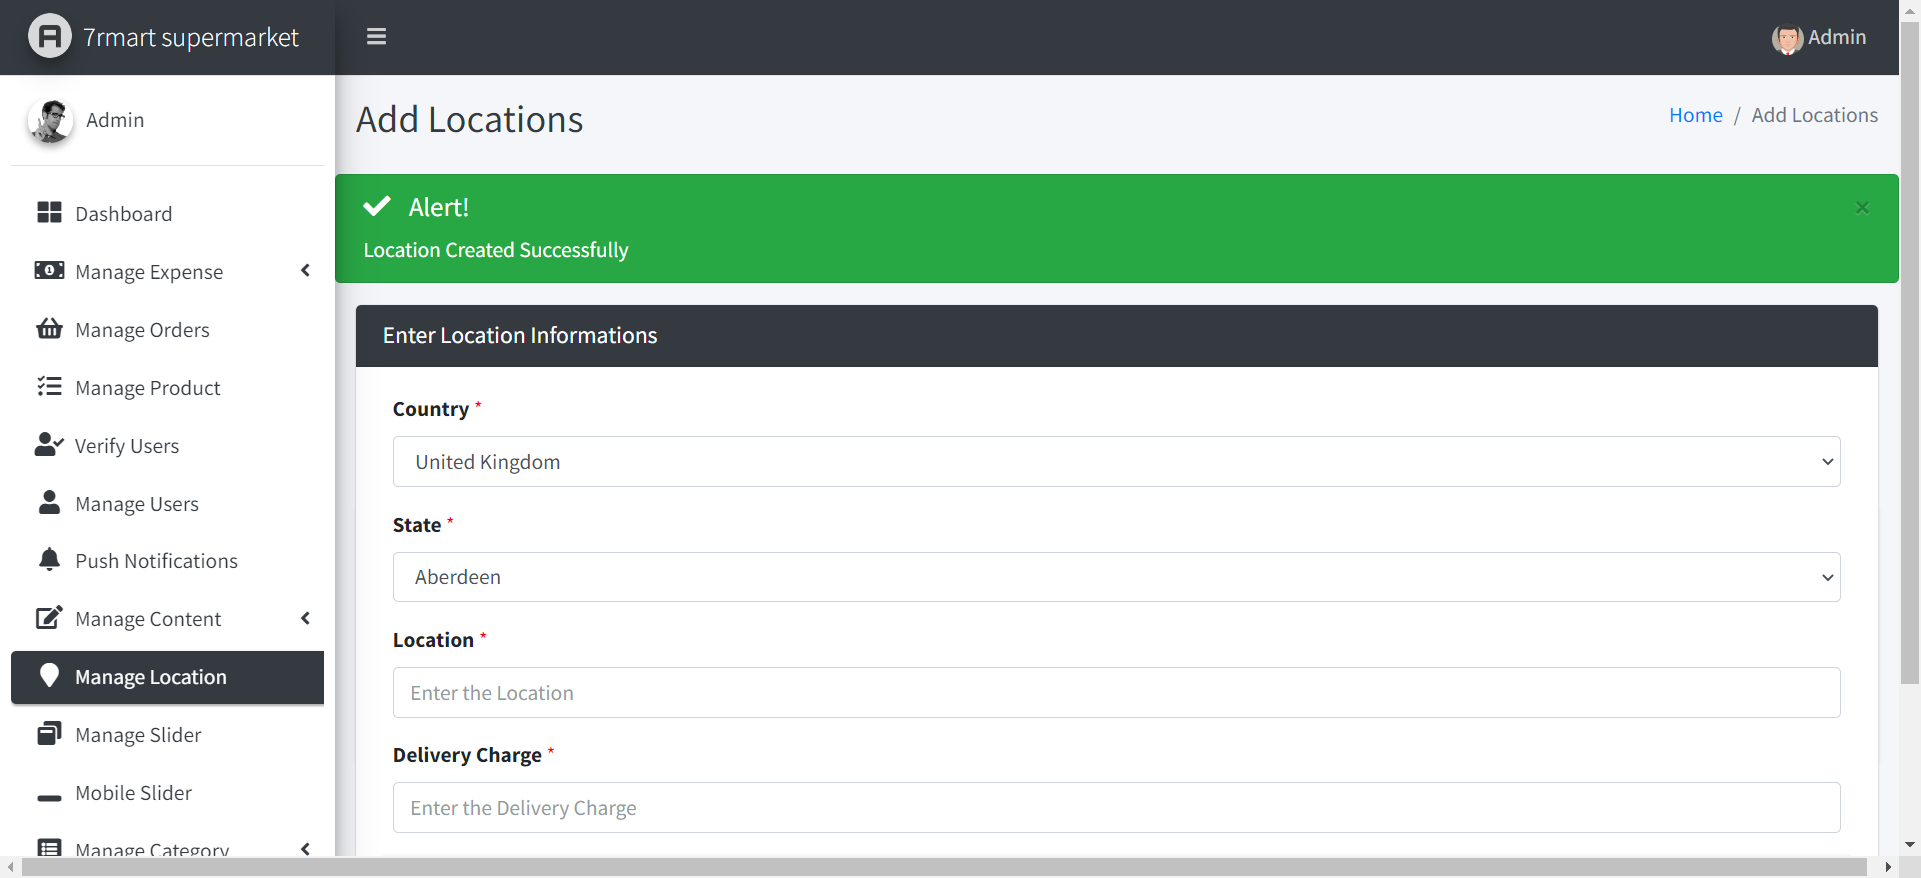 7rmart supermarket
Admin
Admin
Dashboard
Manage Expense
Manage Orders
Manage Product
Verify Users
Manage Users
Push Notifications
Manage Content
Manage Location
Manage Slider
Mobile Slider
Manage Category
Add Locations
Home / Add Locations
Alert!
×
Location Created Successfully
Enter Location Informations
Country *
United Kingdom
State *
Aberdeen
Location *
Enter the Location
Delivery Charge *
Enter the Delivery Charge